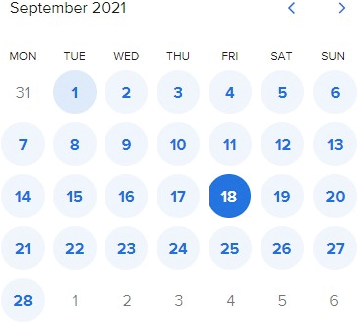 September 2021
MON TUE WED THU FRI SAT SUN
31 1 2 3 4 5 6
7 8 9 10 11 12 13
14 15 16 17 18 19 20
21 22 23 24 25 26 27
28 1 2 3 4 5 6